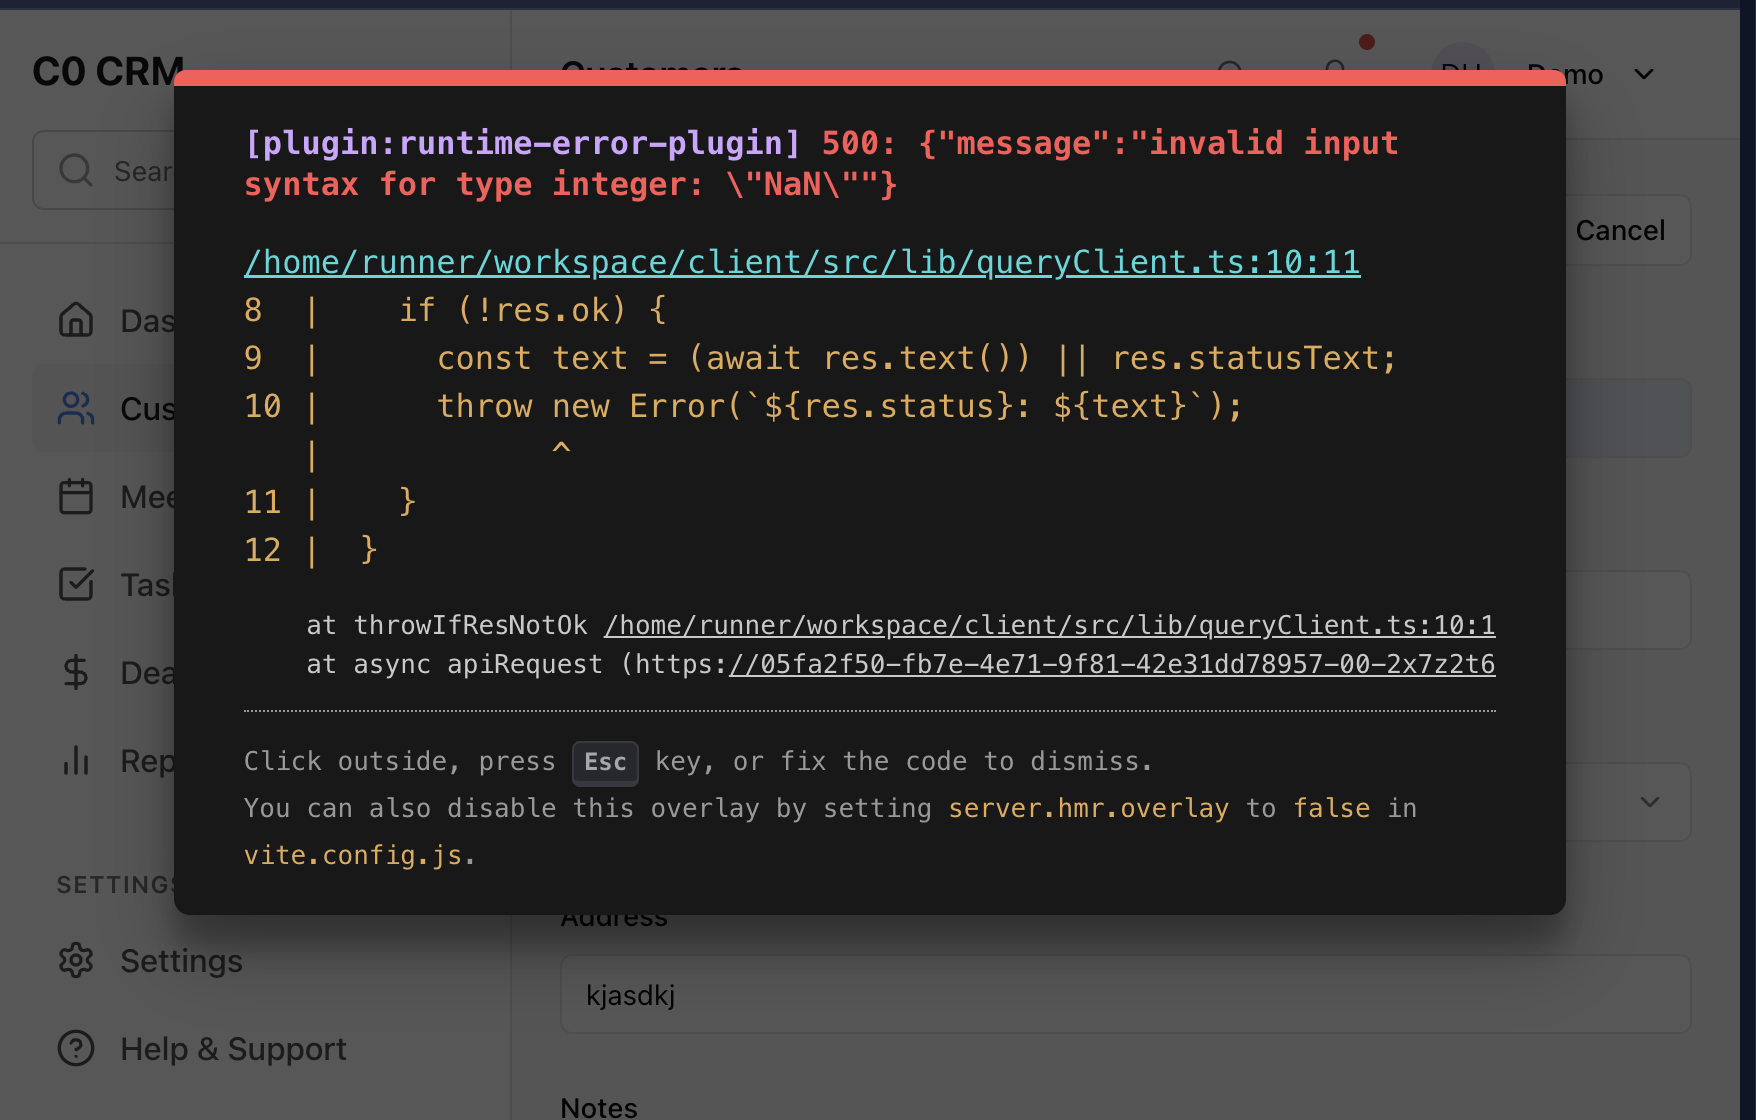 C0 CRM
Customers
Demo
[plugin:runtime-error-plugin] 500: {"message":"invalid input
syntax for type integer: \"NaN\""}
Sear
Cancel
/home/runner/workspace/client/src/lib/queryClient.ts:10:11
8  |    if (!res.ok) {
9  |      const text = (await res.text()) || res.statusText;
10 |      throw new Error(`${res.status}: ${text}`);
   |            ^
11 |    }
12 |  }
Das
Cus
Mee
Task
Dea
Rep
at throwIfResNotOk /home/runner/workspace/client/src/lib/queryClient.ts:10:1
at async apiRequest (https://05fa2f50-fb7e-4e71-9f81-42e31dd78957-00-2x7z2t6
Click outside, press Esc key, or fix the code to dismiss.
You can also disable this overlay by setting server.hmr.overlay to false in
vite.config.js.
SETTINGS
Settings
Help & Support
Address
kjasdkj
Notes